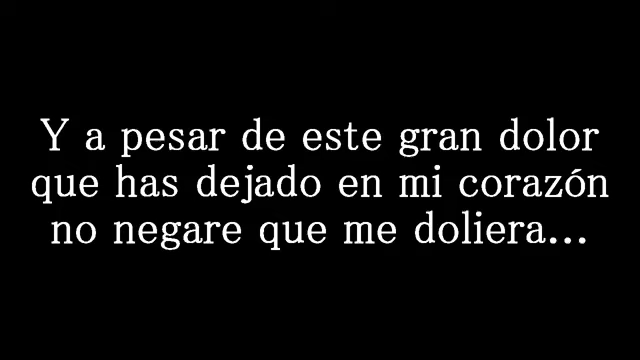 Y a pesar de este gran dolor
que has dejado en mi corazón
no negare que me doliera...